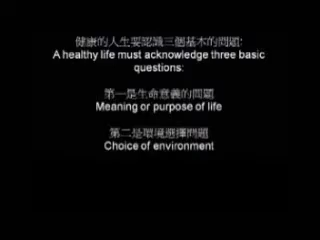 健康的人生要認識三個基本的問題:
A healthy life must acknowledge three basic
questions:
第一是生命意義的問題
Meaning or purpose of life
第二是環境選擇問題
Choice of environment